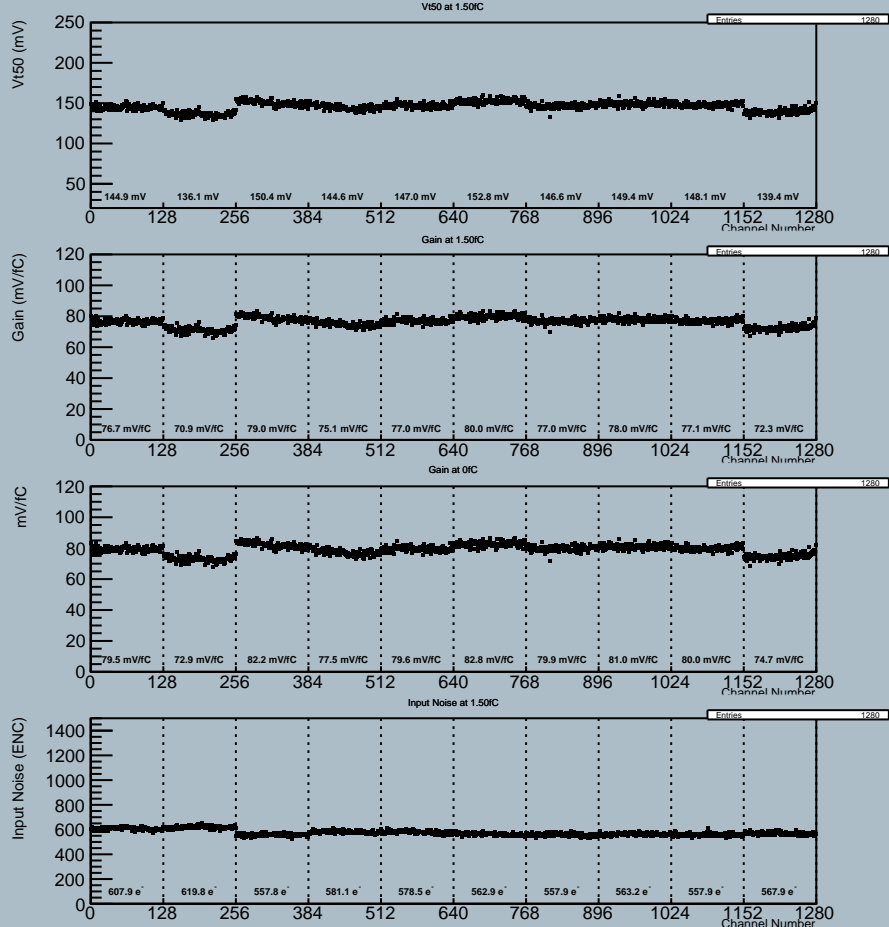 Vt50 at 1.50fC
Entries 1280
Vt50 (mV)
250
200
150
100
50
144.9 mV 136.1 mV 150.4 mV 144.6 mV 147.0 mV 152.8 mV 146.6 mV 149.4 mV 148.1 mV 139.4 mV
0 128 256 384 512 640 768 896 1024 1152 1280
Channel Number
Gain at 1.50fC
Entries 1280
Gain (mV/fC)
120
100
80
60
40
20
0
76.7 mV/fC 70.9 mV/fC 79.0 mV/fC 75.1 mV/fC 77.0 mV/fC 80.0 mV/fC 77.0 mV/fC 78.0 mV/fC 77.1 mV/fC 72.3 mV/fC
0 128 256 384 512 640 768 896 1024 1152 1280
Channel Number
Gain at 0fC
Entries 1280
mV/fC
120
100
80
60
40
20
0
79.5 mV/fC 72.9 mV/fC 82.2 mV/fC 77.5 mV/fC 79.6 mV/fC 82.8 mV/fC 79.9 mV/fC 81.0 mV/fC 80.0 mV/fC 74.7 mV/fC
0 128 256 384 512 640 768 896 1024 1152 1280
Channel Number
Input Noise at 1.50fC
Entries 1280
Input Noise (ENC)
1400
1200
1000
800
600
400
200
0
607.9 e⁻ 619.8 e⁻ 557.8 e⁻ 581.1 e⁻ 578.5 e⁻ 562.9 e⁻ 557.9 e⁻ 563.2 e⁻ 557.9 e⁻ 567.9 e⁻
0 128 256 384 512 640 768 896 1024 1152 1280
Channel Number